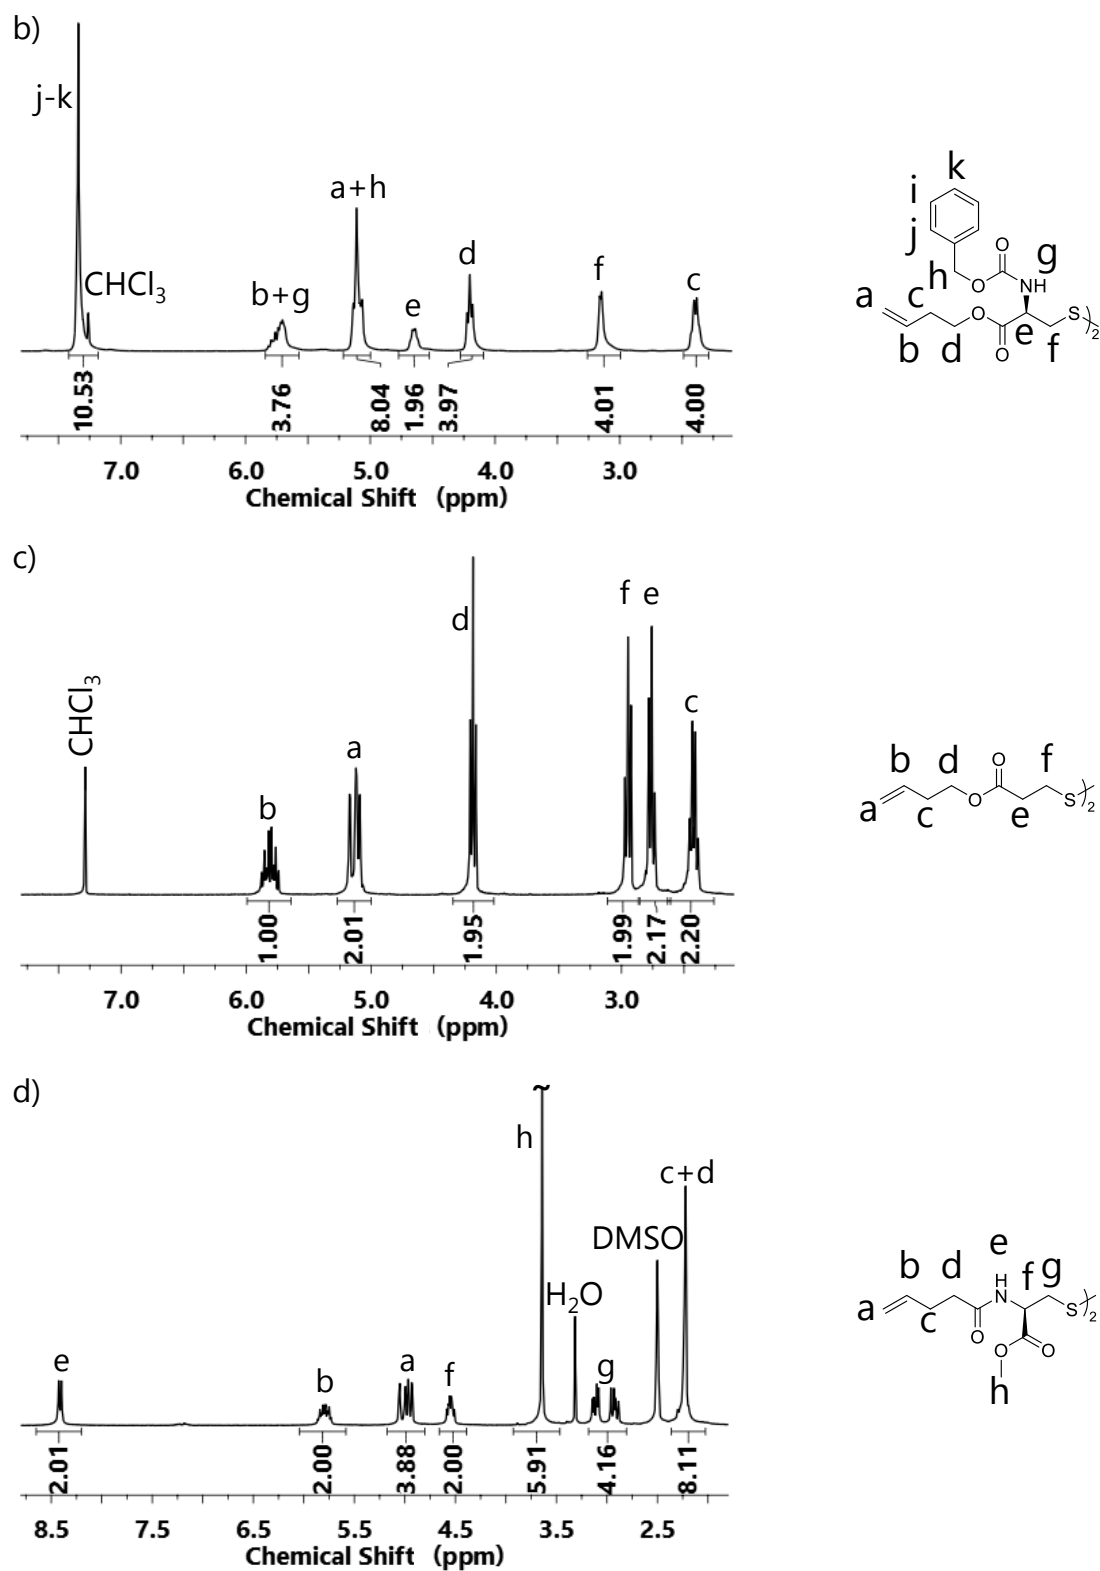 b)
j-k
CHCl3
b+g
a+h
e
d
f
c
10.53
3.76
8.04
1.96
3.97
4.01
4.00
7.0 6.0 5.0 4.0 3.0
Chemical Shift (ppm)
k
i
j
h
O
O
g
NH
a
c
O
S
)2
b
d
O
e
f
c)
CHCl3
b
a
d
f e
c
1.00
2.01
1.95
1.99
2.17
2.20
7.0 6.0 5.0 4.0 3.0
Chemical Shift (ppm)
b d
O
f
a
c
O
e
S
)2
d)
~
h
c+d
DMSO
H2O
e
b
a
f
g
2.01
2.00
3.88
2.00
5.91
4.16
8.11
8.5 7.5 6.5 5.5 4.5 3.5 2.5
Chemical Shift (ppm)
e
b d
H
N
f g
a
c
O
S
)2
O
O
h